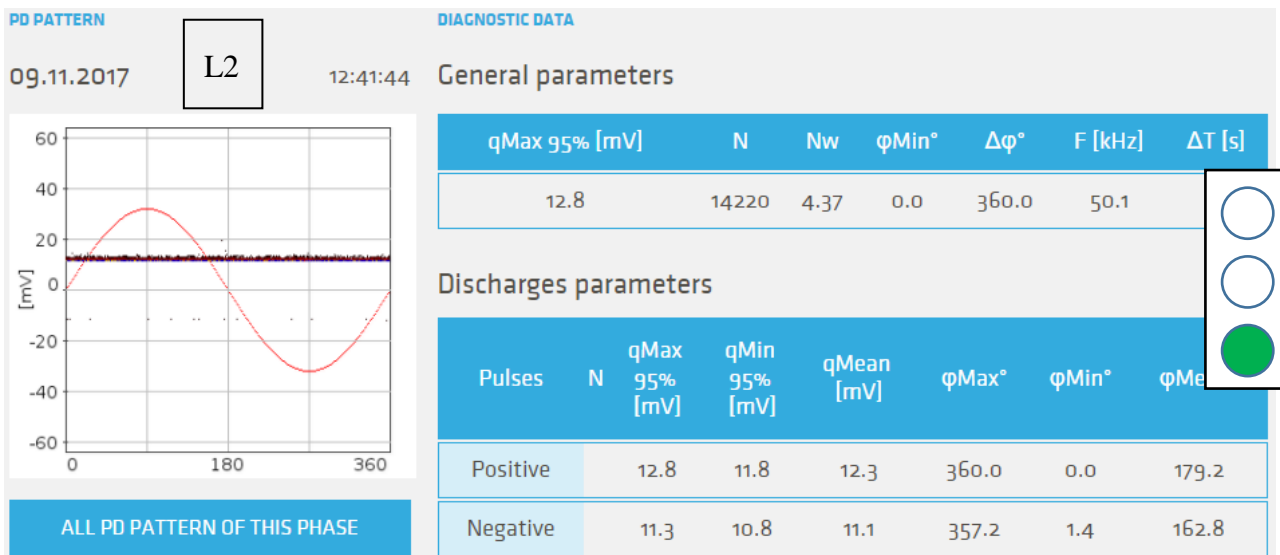 PD PATTERN
09.11.2017 L2 12:41:44
60
40
20
0
-20
-40
-60
[mV]
0 180 360
ALL PD PATTERN OF THIS PHASE
DIAGNOSTIC DATA
General parameters
qMax 95% [mV] N Nw φMin° Δφ° F [kHz] ΔT [s]
12.8 14220 4.37 0.0 360.0 50.1
Discharges parameters
Pulses N qMax 95% [mV] qMin 95% [mV] qMean [mV] φMax° φMin°
Positive 12.8 11.8 12.3 360.0 0.0 179.2
Negative 11.3 10.8 11.1 357.2 1.4 162.8